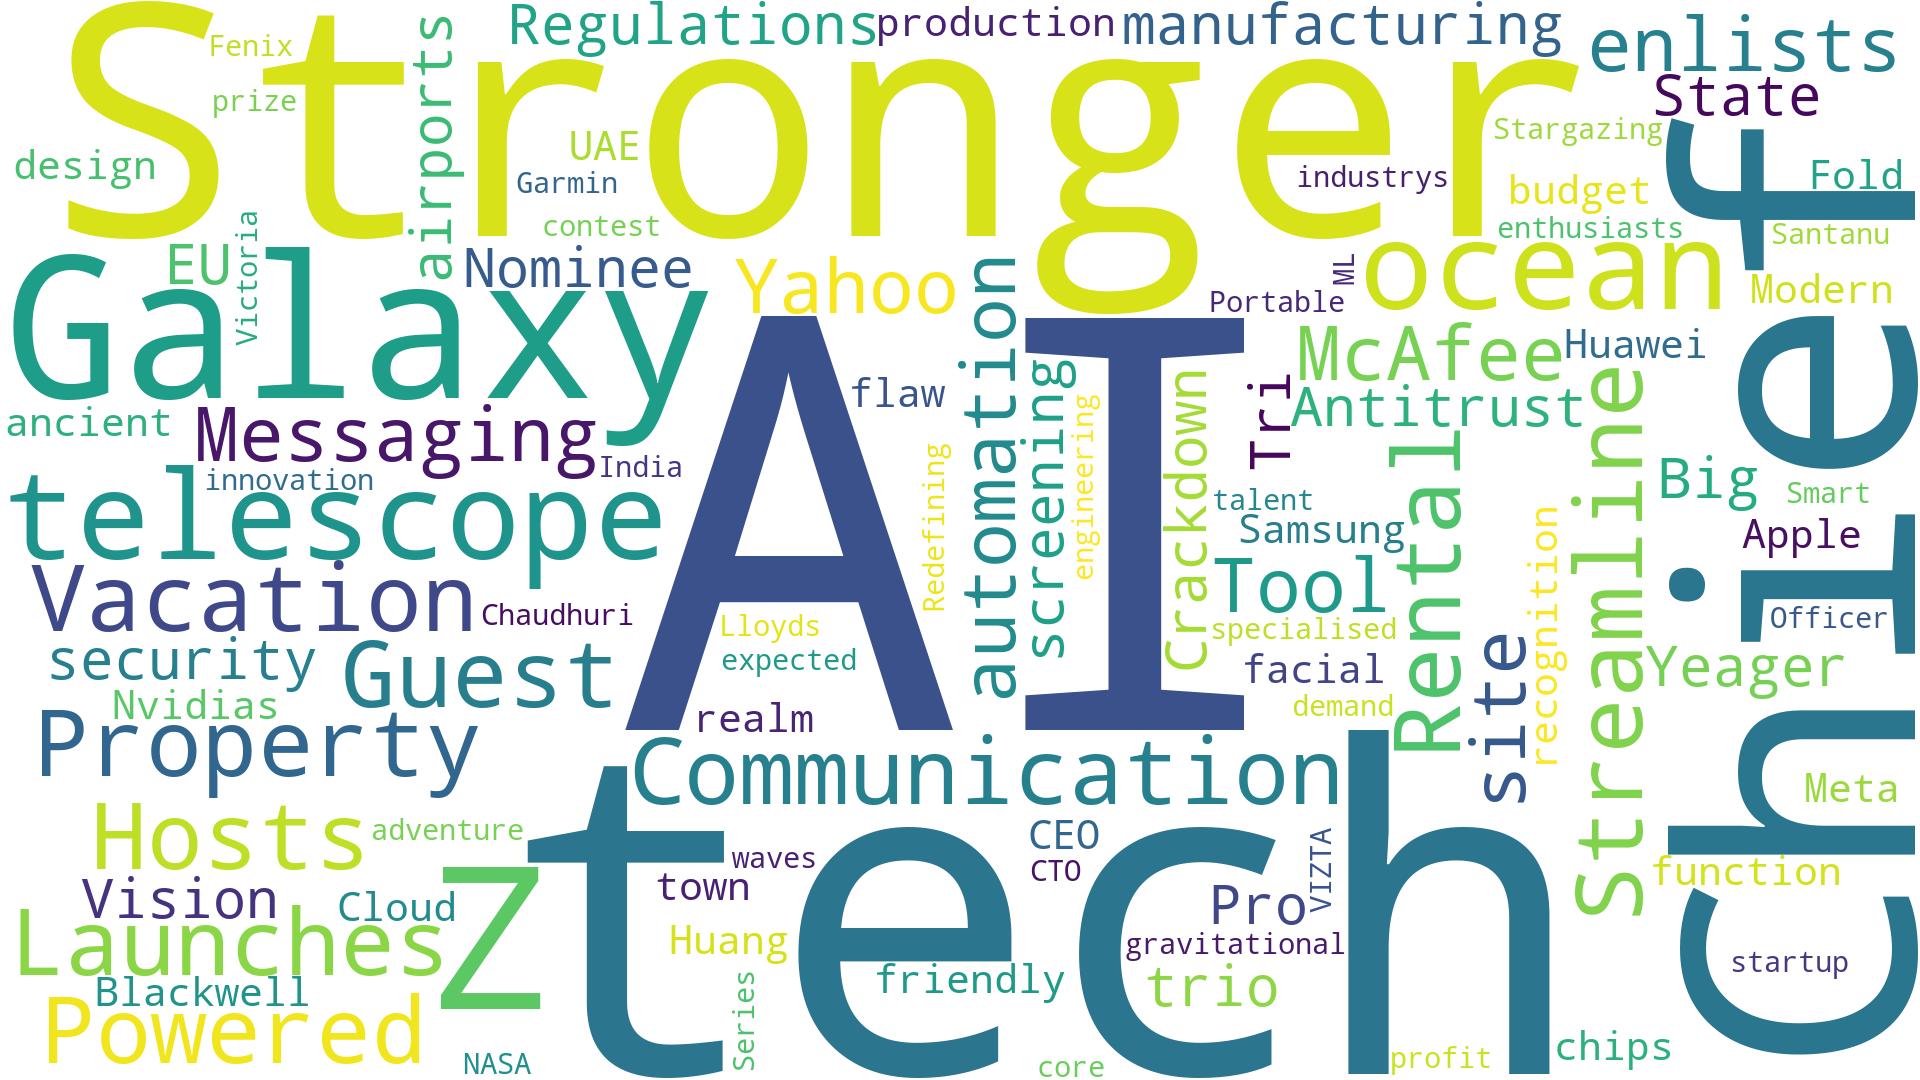 Stronger
Regulations
production
manufacturing
enlists
Fenix
prize
airports
State
design
UAE
Garmin
contest
Stargazing
industrys
budget
enthusiasts
Fold
Santanu
chief
Galaxy
EU
Victoria
Nominee
Yahoo
automation
Portable
ML
ocean
Modern
AI
McAfee
Huawei
flaw
screening
engineering
Crackdown
Tri
Antitrust
ancient
Messaging
India
innovation
telescope
Redefining
talent
Samsung
Rental
Streamline
Big
Smart
Apple
recognition
Vacation
Chaudhuri
Tool
Lloyds
expected
specialised
Officer
security
Guest
facial
site
Yeager
Nvidias
demand
Property
realm
Communication
Meta
Hosts
adventure
tech
CEO
VIZTA
waves
CTO
function
Vision
Cloud
town
Pro
Launches
Z
Huang
gravitational
startup
Blackwell
friendly
trio
Powered
Series
NASA
core
profit
chips